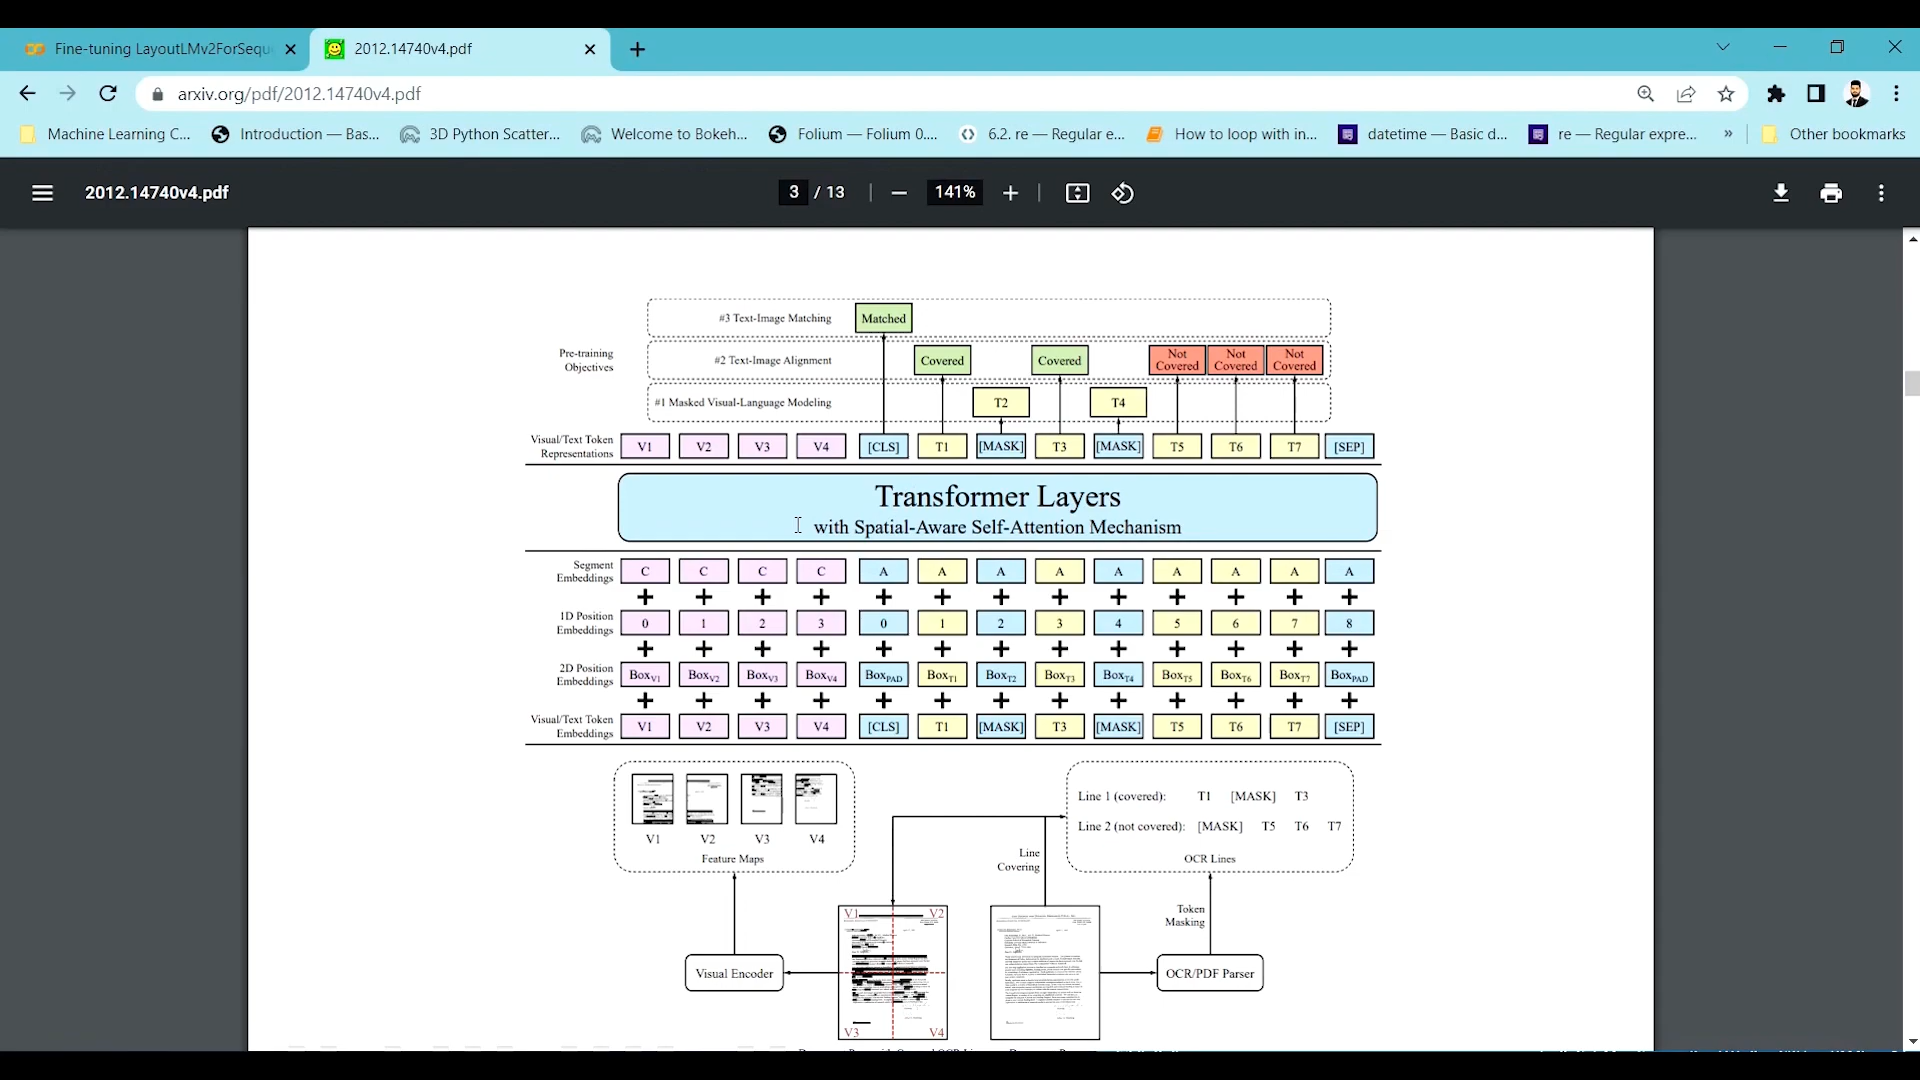 Fine-tuning LayoutLMv2ForSequ
2012.14740v4.pdf
arxiv.org/pdf/2012.14740v4.pdf
Machine Learning C...
Introduction — Bas...
3D Python Scatter...
Welcome to Bokeh...
Folium — Folium 0....
6.2. re — Regular e...
How to loop with in...
datetime — Basic d...
re — Regular expre...
»
Other bookmarks
2012.14740v4.pdf
3 / 13
141%
#3 Text-Image Matching Matched
Pre-training
Objectives
#2 Text-Image Alignment Covered Covered Not Covered Not Covered Not Covered
#1 Masked Visual-Language Modeling T2 T4
Visual/Text Token
Representations
V1 V2 V3 V4 [CLS] T1 [MASK] T3 [MASK] T5 T6 T7 [SEP]
Transformer Layers
with Spatial-Aware Self-Attention Mechanism
Segment
Embeddings
C C C C A A A A A A A A A
+ + + + + + + + + + + + +
1D Position
Embeddings
0 1 2 3 0 1 2 3 4 5 6 7 8
+ + + + + + + + + + + + +
2D Position
Embeddings
BoxV1 BoxV2 BoxV3 BoxV4 BoxPAD BoxT1 BoxT2 BoxT3 BoxT4 BoxT5 BoxT6 BoxT7 BoxPAD
+ + + + + + + + + + + + +
Visual/Text Token
Embeddings
V1 V2 V3 V4 [CLS] T1 [MASK] T3 [MASK] T5 T6 T7 [SEP]
V1 V2 V3 V4
Feature Maps
Line 1 (covered): T1 [MASK] T3
Line 2 (not covered): [MASK] T5 T6 T7
OCR Lines
Line
Covering
Token
Masking
V1 V2
Visual Encoder
OCR/PDF Parser
V3 V4